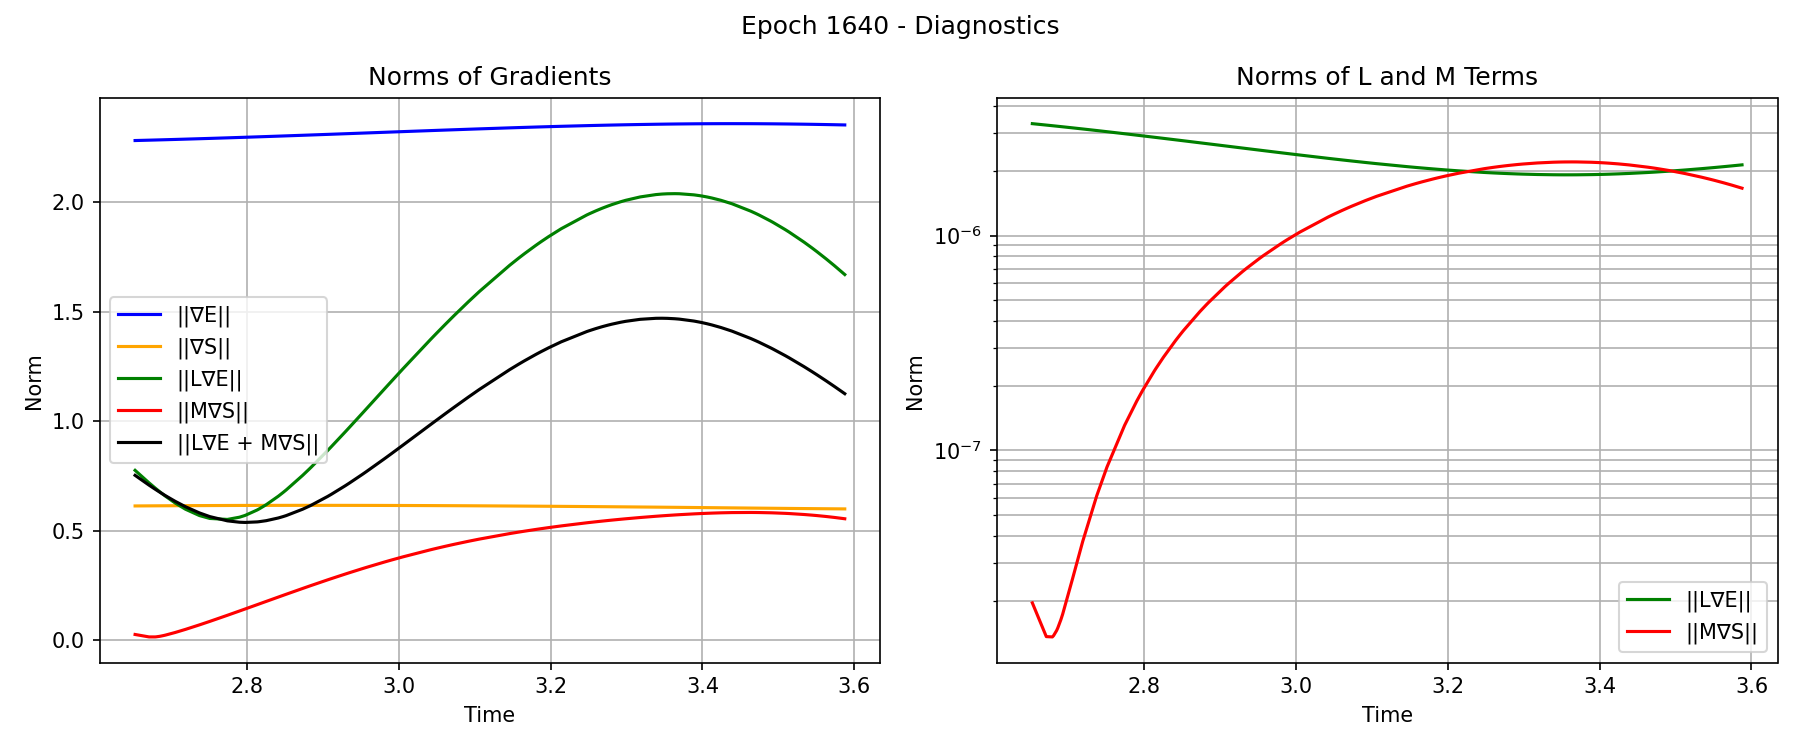 Epoch 1640 - Diagnostics
Norms of Gradients
Norm
2.0
1.5
1.0
0.5
0.0
||∇E||
||∇S||
||L∇E||
||M∇S||
||L∇E + M∇S||
2.8
3.0
3.2
3.4
3.6
Time
Norms of L and M Terms
Norm
10⁻⁶
10⁻⁷
||L∇E||
||M∇S||
2.8
3.0
3.2
3.4
3.6
Time